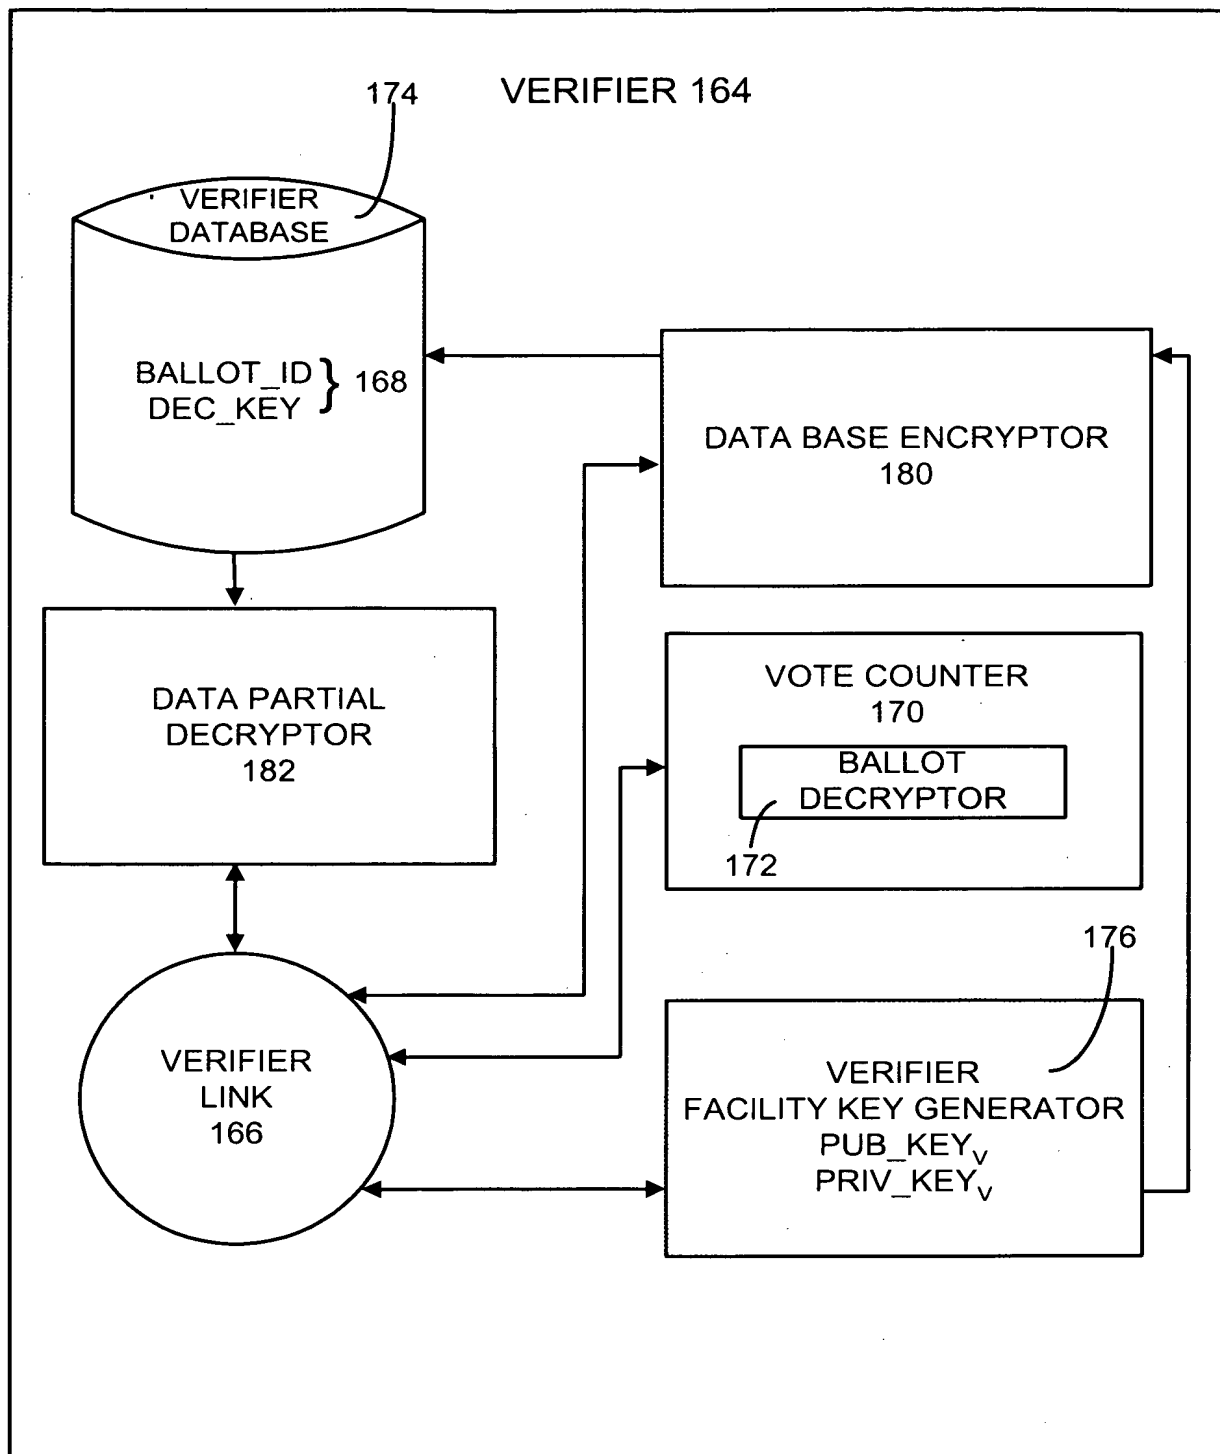 174
VERIFIER 164
VERIFIER
DATABASE
BALLOT_ID
DEC_KEY
} 168
DATA BASE ENCRYPTOR
180
DATA PARTIAL
DECRYPTOR
182
VOTE COUNTER
170
BALLOT
DECRYPTOR
172
176
VERIFIER
LINK
166
VERIFIER
FACILITY KEY GENERATOR
PUB_KEYV
PRIV_KEYV